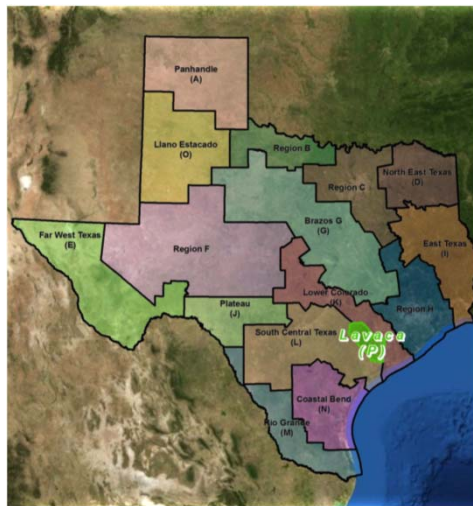 Panhandle
(A)
Llano Estacado
(O)
Region B
Region C
North East Texas
(D)
Brazos G
(G)
East Texas
(I)
Far West Texas
(E)
Region F
Lower Colorado
(K)
Region H
Plateau
(J)
South Central Texas
(L)
Lavaca
(P)
Coastal Bend
(N)
Rio Grande
(M)